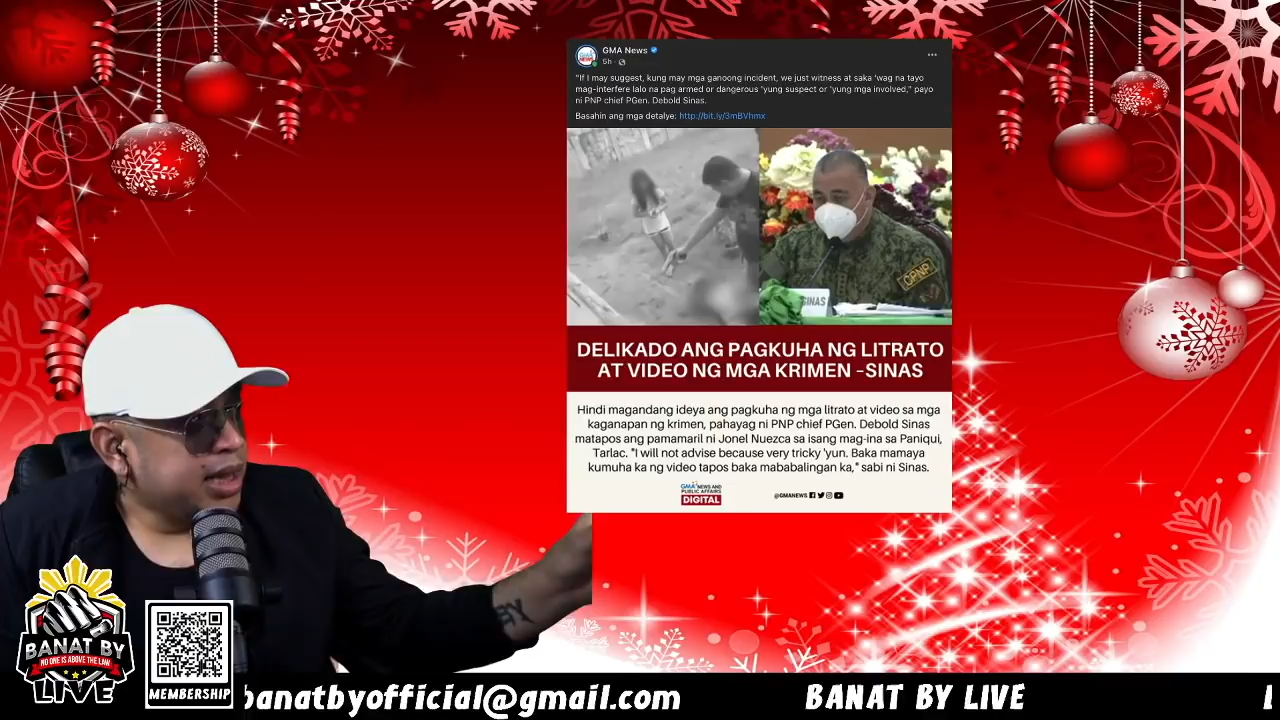 GMA News
5h
"If I may suggest, kung may mga ganoong incident, we just witness at saka 'wag na tayo
mag-interfere lalo na pag armed or dangerous 'yung suspect or 'yung mga involved," payo
ni PNP chief PGen. Debold Sinas.
Basahin ang mga detalye: http://bit.ly/3mBVhmx
CPNP
SINAS
DELIKADO ANG PAGKUHA NG LITRATO
AT VIDEO NG MGA KRIMEN –SINAS
Hindi magandang ideya ang pagkuha ng mga litrato at video sa mga
kaganapan ng krimen, pahayag ni PNP chief PGen. Debold Sinas
matapos ang pamamaril ni Jonel Nuezca sa isang mag-ina sa Paniqui,
Tarlac. "I will not advise because very tricky 'yun. Baka mamaya
kumuha ka ng video tapos baka mababalingan ka," sabi ni Sinas.
GMA NEWS AND
PUBLIC AFFAIRS
DIGITAL
@GMANEWS
BY
BANAT BY
NO ONE IS ABOVE THE LAW
LIVE
MEMBERSHIP
banatbyofficial@gmail.com
BANAT BY LIVE